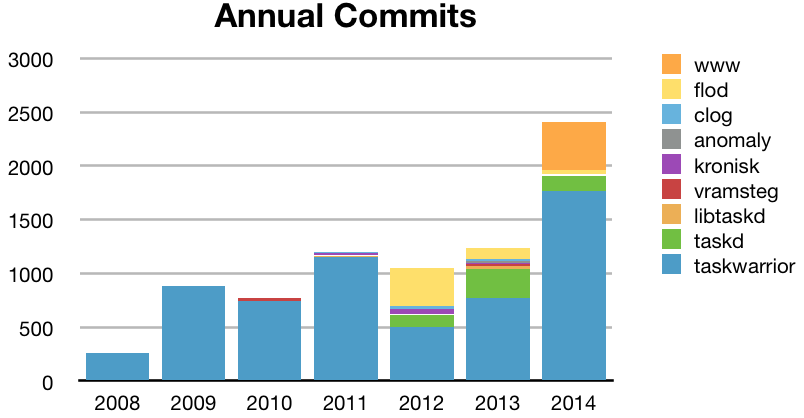 Annual Commits
3000
2500
2000
1500
1000
500
0
2008 2009 2010 2011 2012 2013 2014
www
flod
clog
anomaly
kronisk
vramsteg
libtaskd
taskd
taskwarrior